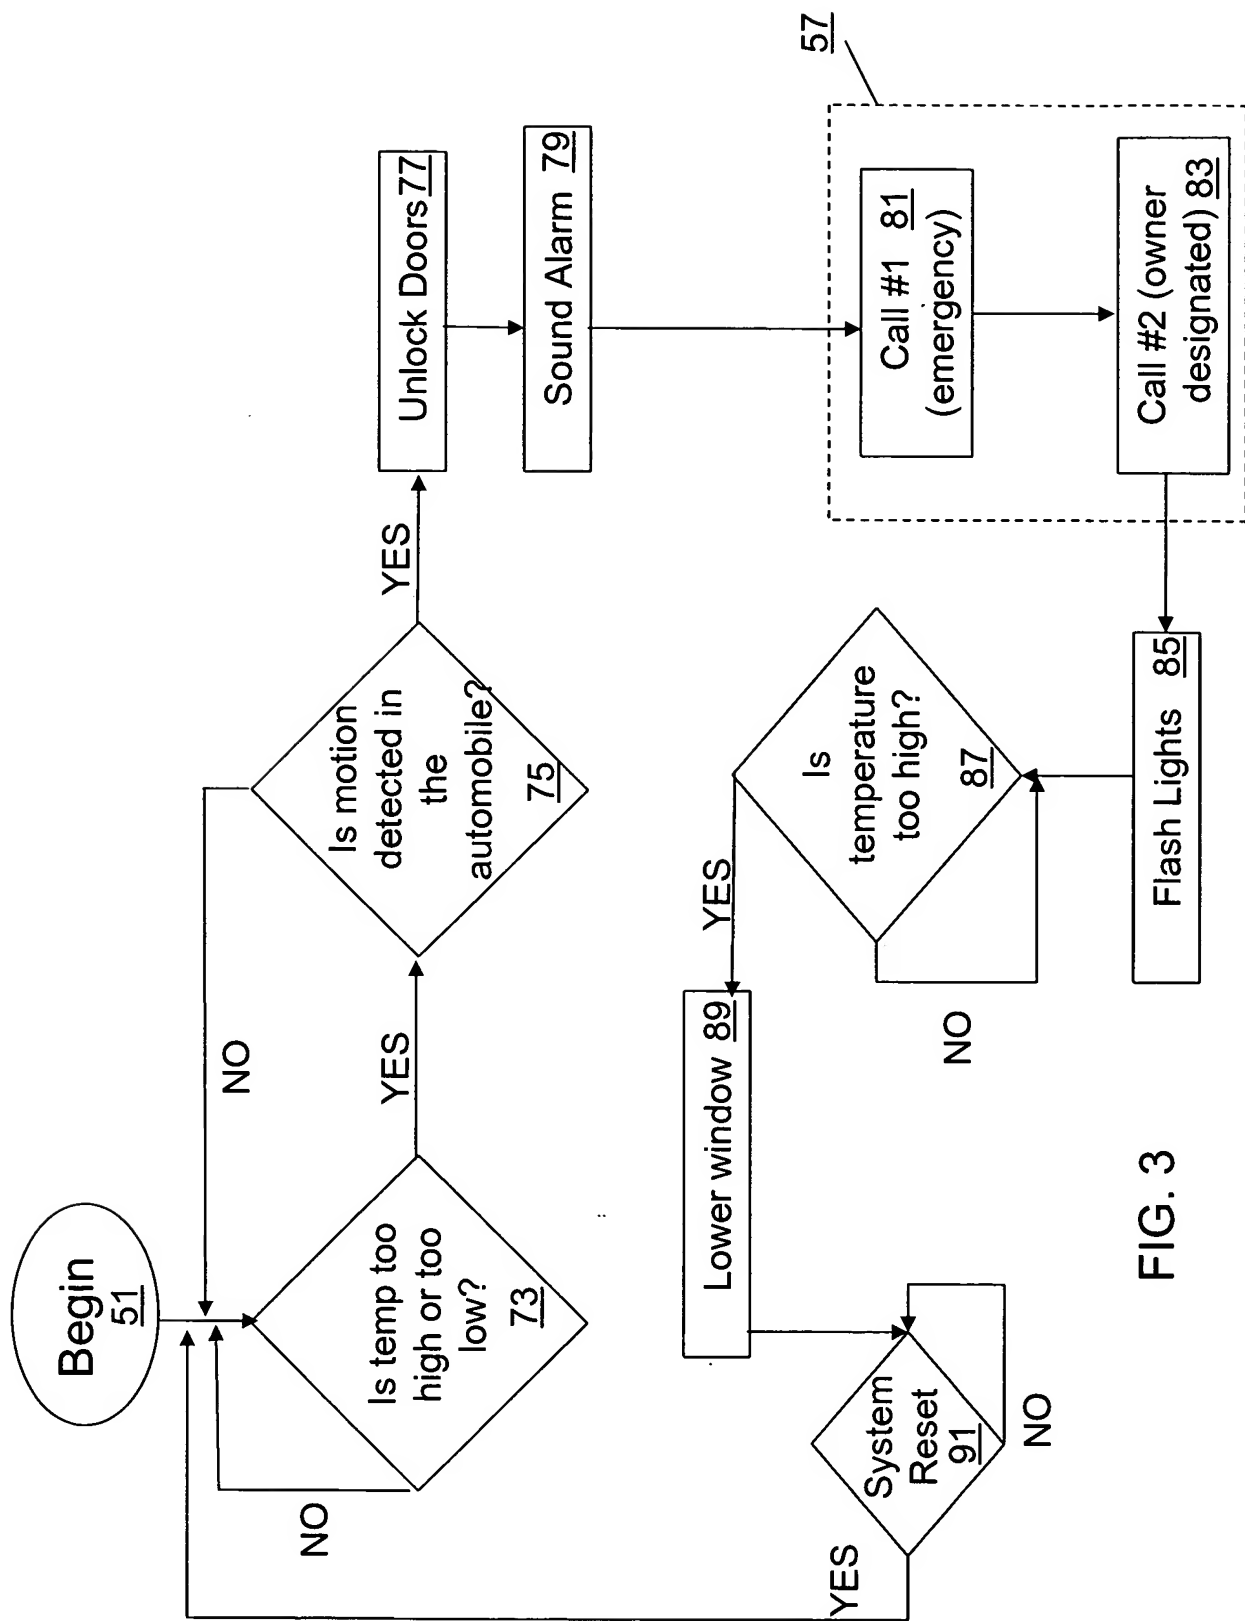 Begin
51
Is temp too
high or too
low?
73
NO
YES
NO
Is motion
detected in
the
automobile?
75
YES
Unlock Doors 77
Sound Alarm 79
57
Call #1 81
(emergency)
Call #2 (owner
designated) 83
Flash Lights 85
Is
temperature
too high?
87
NO
YES
Lower window 89
System
Reset
91
NO
YES
FIG. 3